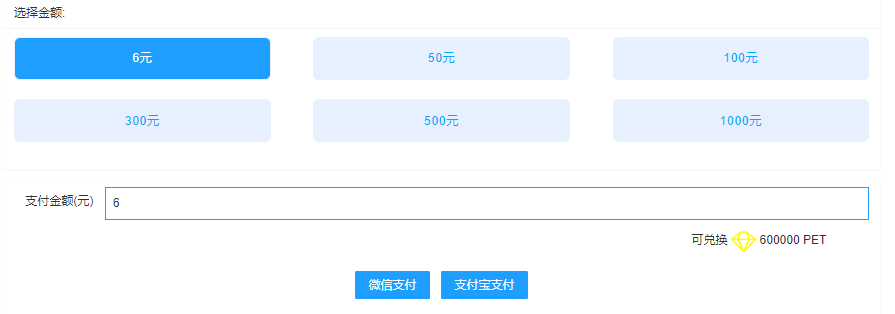 选择金额:
6元 50元 100元
300元 500元 1000元
支付金额(元) 6
可兑换 600000 PET
微信支付 支付宝支付